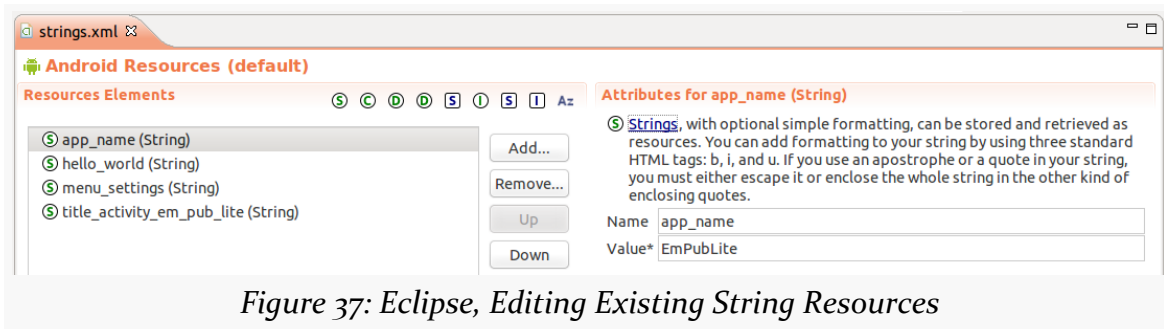 strings.xml
Android Resources (default)
Resources Elements
S C D D S I S I Az
app_name (String)
hello_world (String)
menu_settings (String)
title_activity_em_pub_lite (String)
Add...
Remove...
Up
Down
Attributes for app_name (String)
Strings, with optional simple formatting, can be stored and retrieved as
resources. You can add formatting to your string by using three standard
HTML tags: b, i, and u. If you use an apostrophe or a quote in your string,
you must either escape it or enclose the whole string in the other kind of
enclosing quotes.
Name app_name
Value* EmPubLite
Figure 37: Eclipse, Editing Existing String Resources